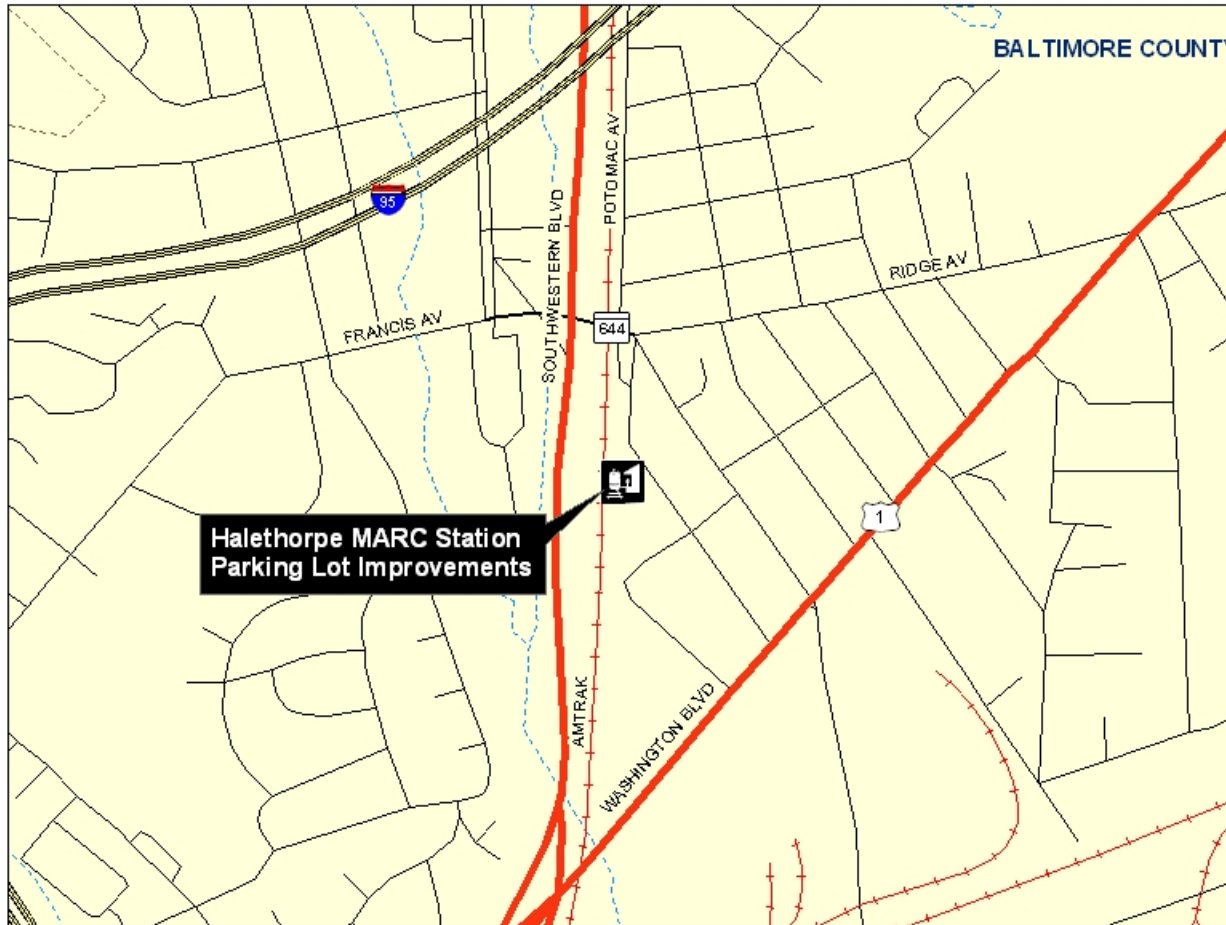 BALTIMORE COUNTY
95
SOUTHWESTERN BLVD
POTOMAC AV
RIDGE AV
FRANCIS AV
644
1
Halethorpe MARC Station
Parking Lot Improvements
AMTRAK
WASHINGTON BLVD